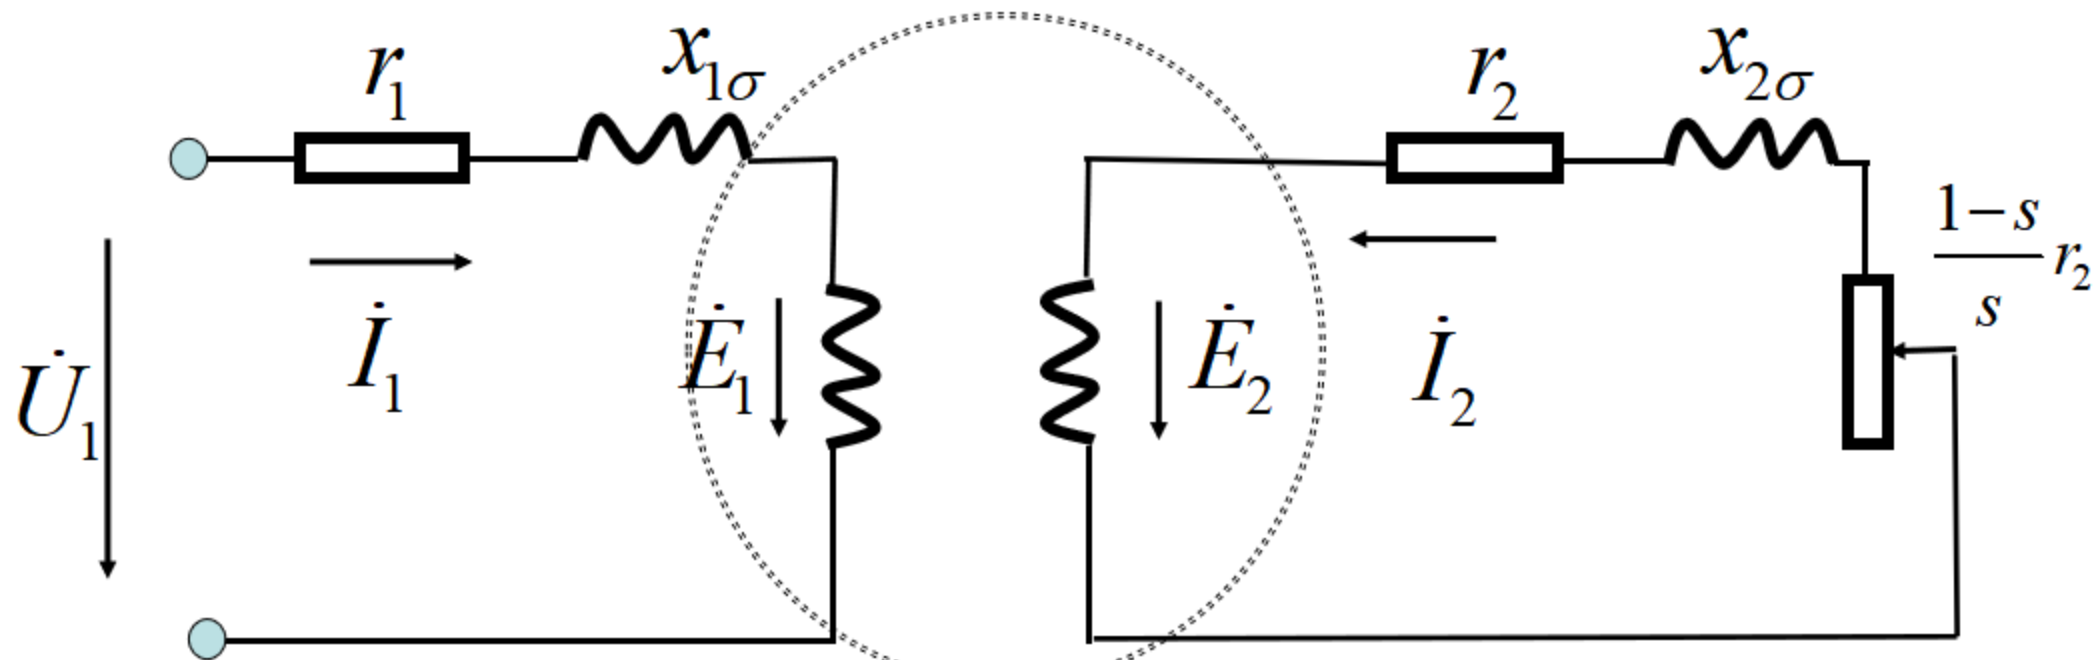 r₁
x₁σ
r₂
x₂σ
1−s
s
r₂
U̇₁
İ₁
Ė₁
Ė₂
İ₂